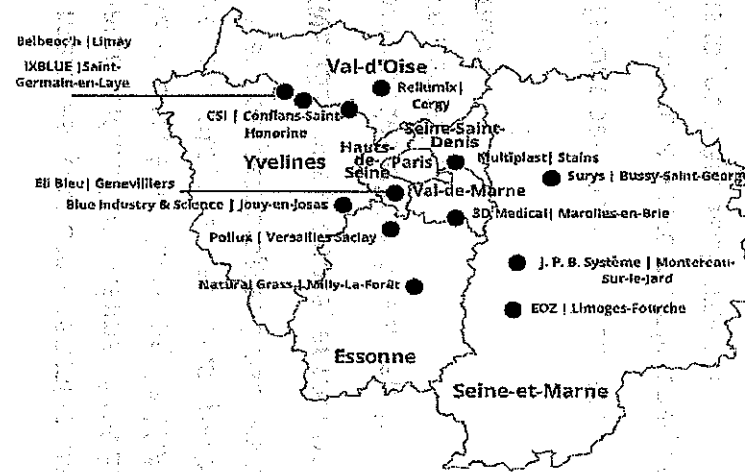 Belbeoc'h | Limay
IXBLUE |Saint-
Germain-en-Laye
Val-d'Oise
Rellumix|
Cergy
CSI | Conflans-Saint-
Honorine
Seine-Saint-
Denis
Hauts-
de-
Seine
Paris
Yvelines
Multiplast| Stains
Surys | Bussy-Saint-Georg
Eli Bleu| Genevilliers
Val-de-Marne
Blue Industry & Science | Jouy-en-Josas
3D Medical| Marolles-en-Brie
Pollux | Versailles Saclay
J. P. B. Système | Montereau-
Sur-le-Jard
Natural Grass | Milly-La-Forêt
EOZ | Limoges-Fourche
Essonne
Seine-et-Marne